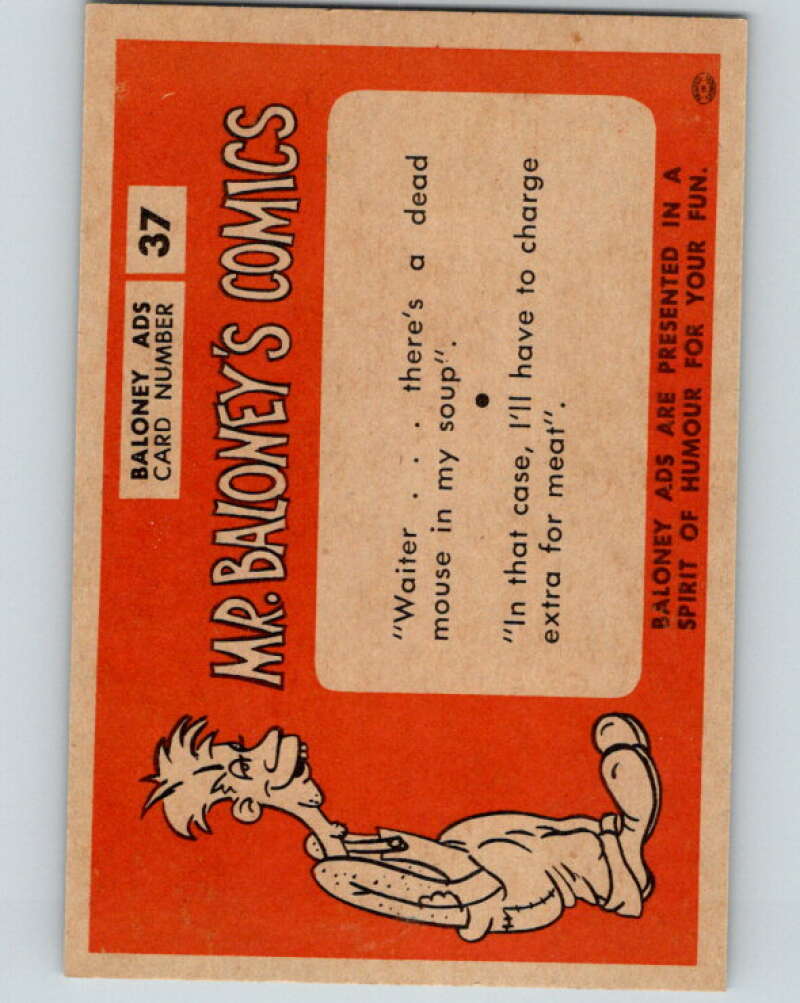 BALONEY ADS
CARD NUMBER
37
MR. BALONEY'S COMICS
"Waiter . . . there's a dead
mouse in my soup".
"In that case, I'll have to charge
extra for meat".
BALONEY ADS ARE PRESENTED IN A
SPIRIT OF HUMOUR FOR YOUR FUN.